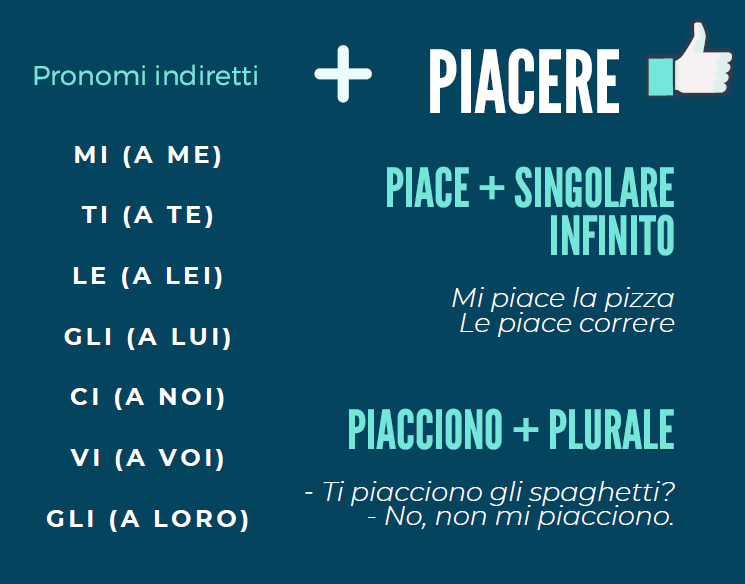 Pronomi indiretti
MI (A ME)
TI (A TE)
LE (A LEI)
GLI (A LUI)
CI (A NOI)
VI (A VOI)
GLI (A LORO)
+
PIACERE
PIACE + SINGOLARE
INFINITO
Mi piace la pizza
Le piace correre
PIACCIONO + PLURALE
- Ti piacciono gli spaghetti?
- No, non mi piacciono.